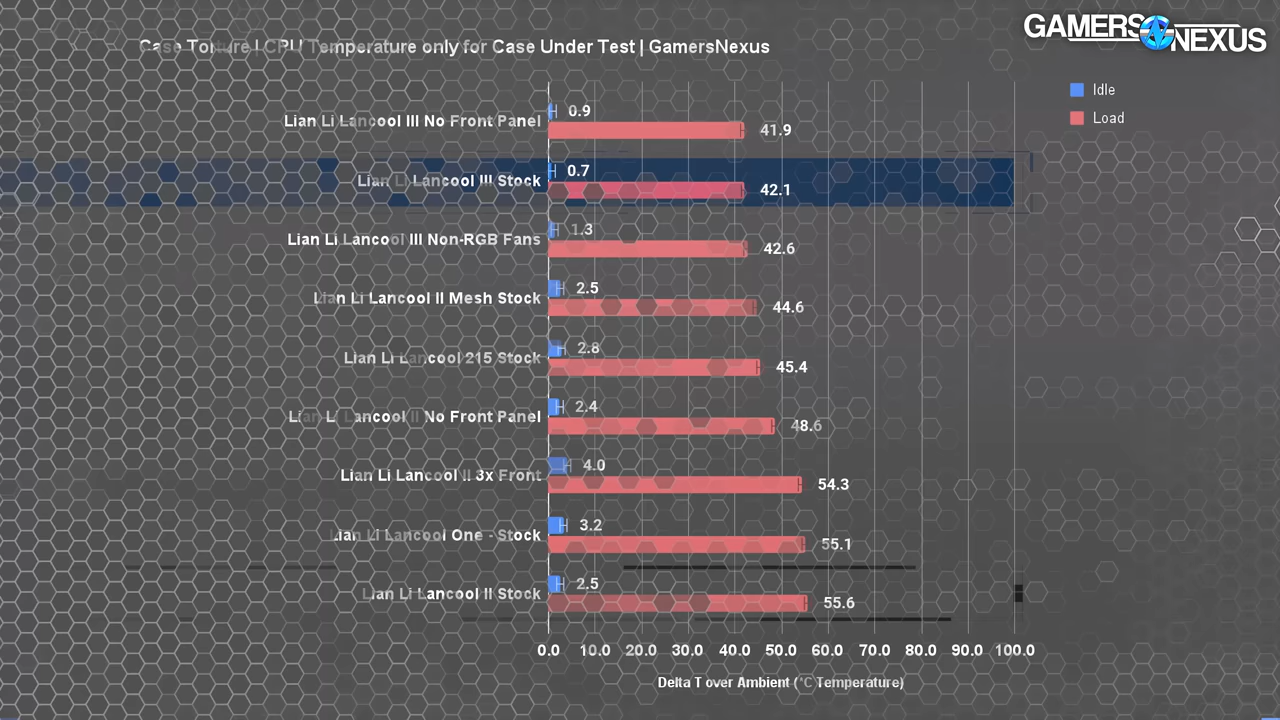 GAMERS NEXUS
Case Torture | CPU Temperature only for Case Under Test | GamersNexus
Idle
Load
Lian Li Lancool III No Front Panel 0.9 41.9
Lian Li Lancool III Stock 0.7 42.1
Lian Li Lancool III Non-RGB Fans 1.3 42.6
Lian Li Lancool II Mesh Stock 2.5 44.6
Lian Li Lancool 215 Stock 2.8 45.4
Lian Li Lancool II No Front Panel 2.4 48.6
Lian Li Lancool II 3x Front 4.0 54.3
Lian Li Lancool One - Stock 3.2 55.1
Lian Li Lancool II Stock 2.5 55.6
0.0 10.0 20.0 30.0 40.0 50.0 60.0 70.0 80.0 90.0 100.0
Delta T over Ambient (°C Temperature)